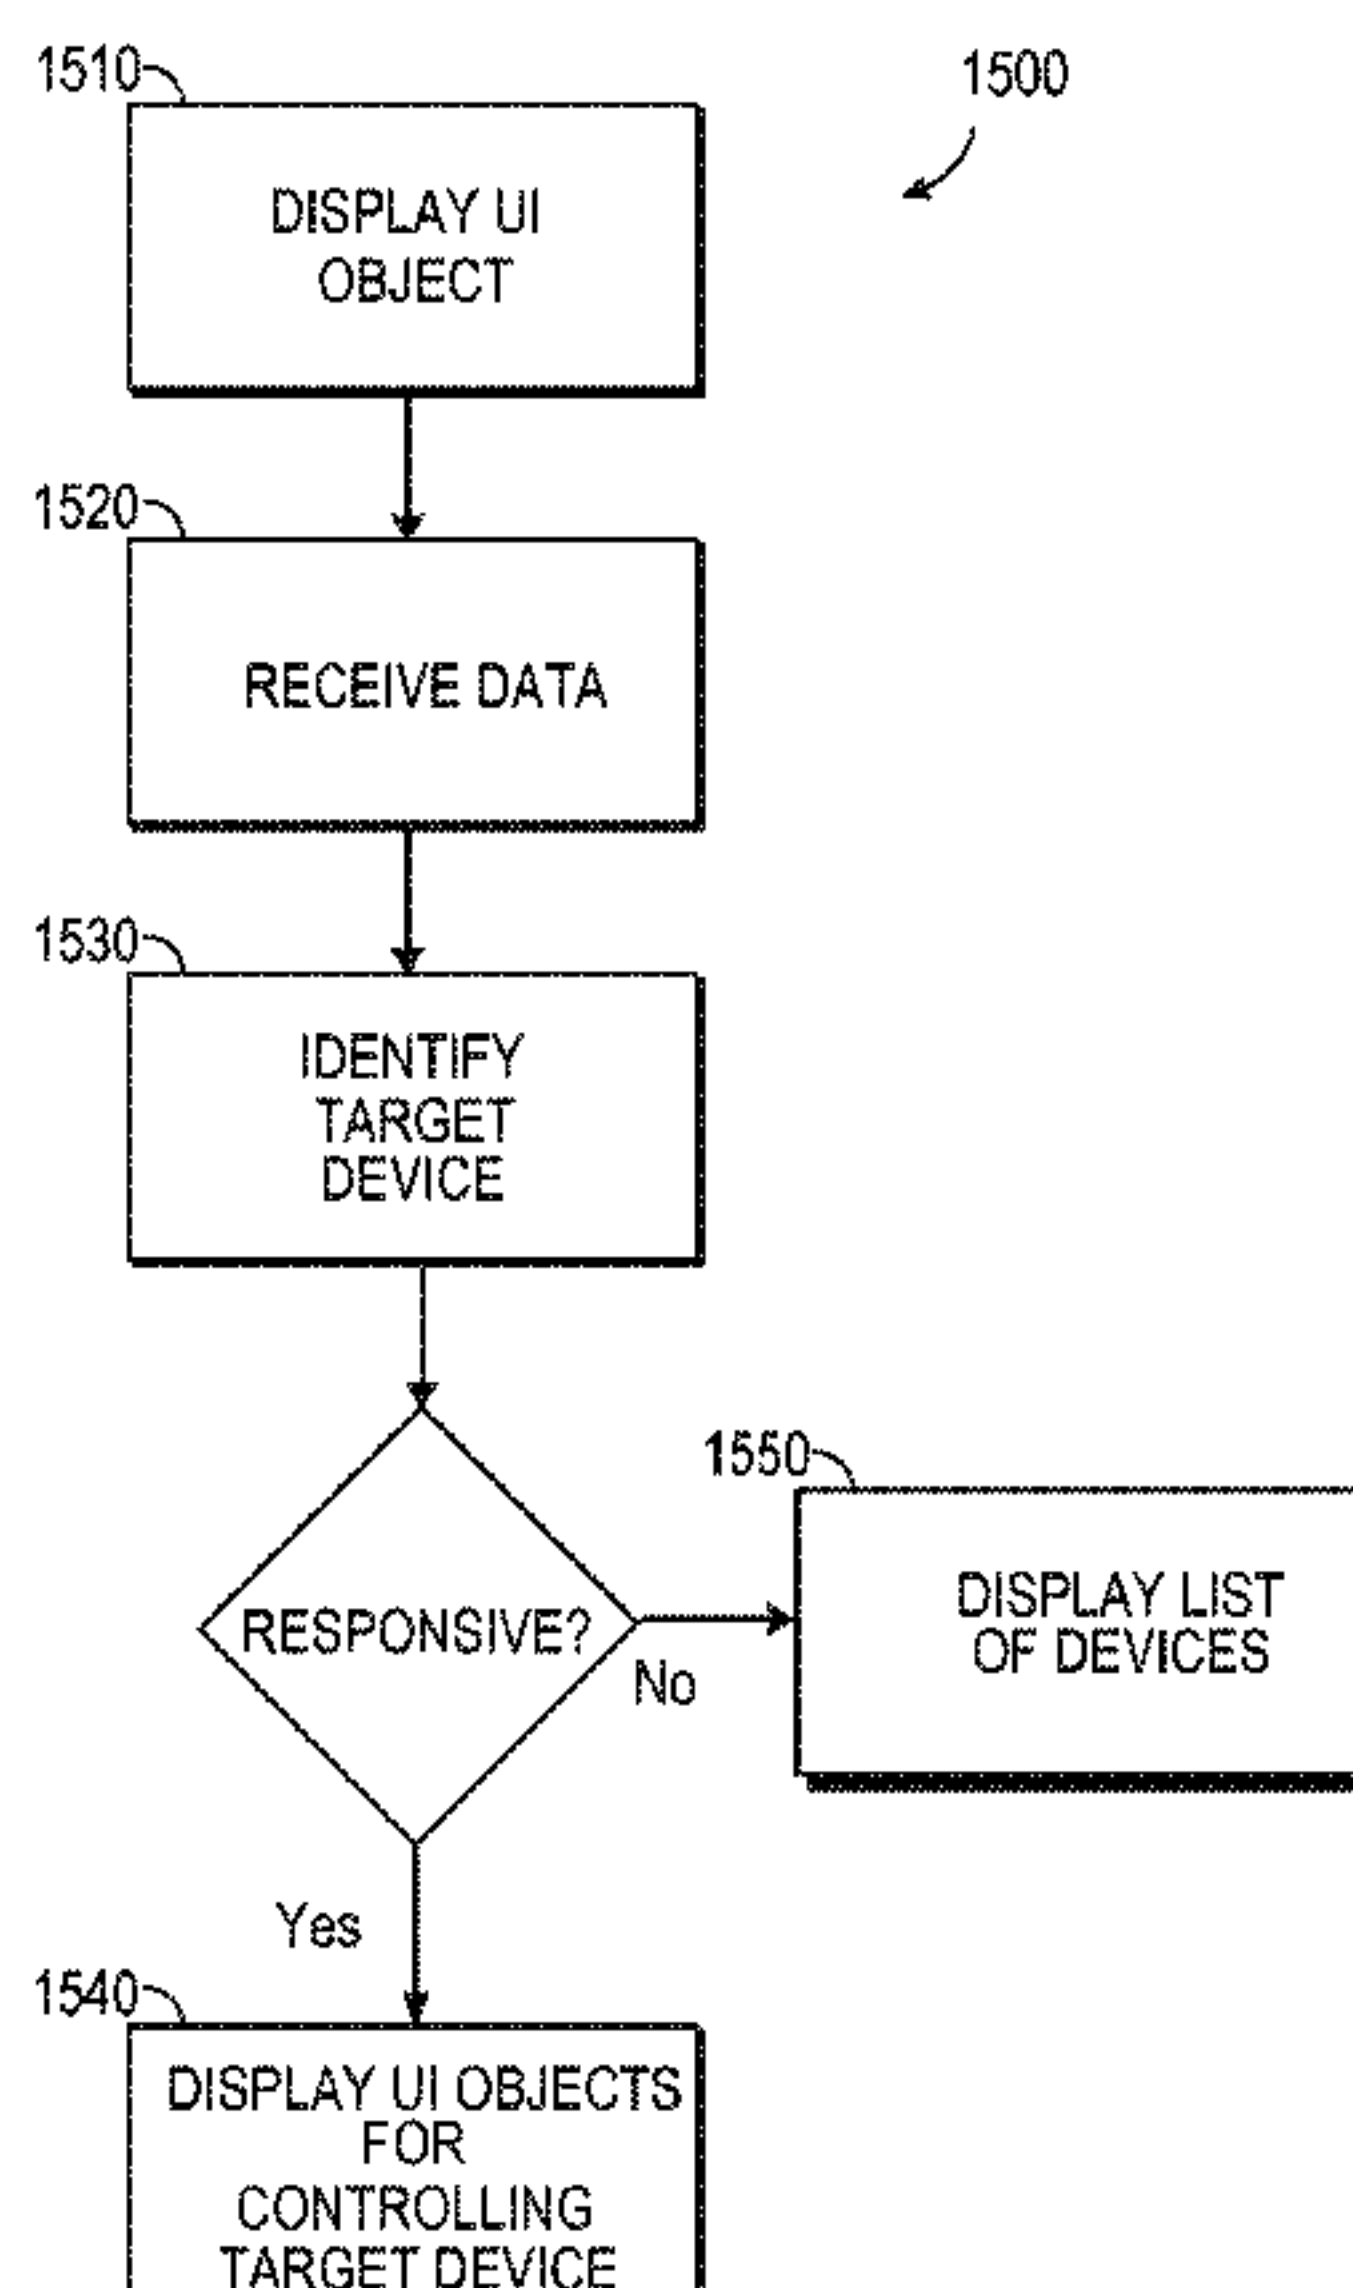 1510
1500
DISPLAY UI
OBJECT
1520
RECEIVE DATA
1530
IDENTIFY
TARGET
DEVICE
RESPONSIVE?
No
1550
DISPLAY LIST
OF DEVICES
Yes
1540
DISPLAY UI OBJECTS
FOR
CONTROLLING
TARGET DEVICE